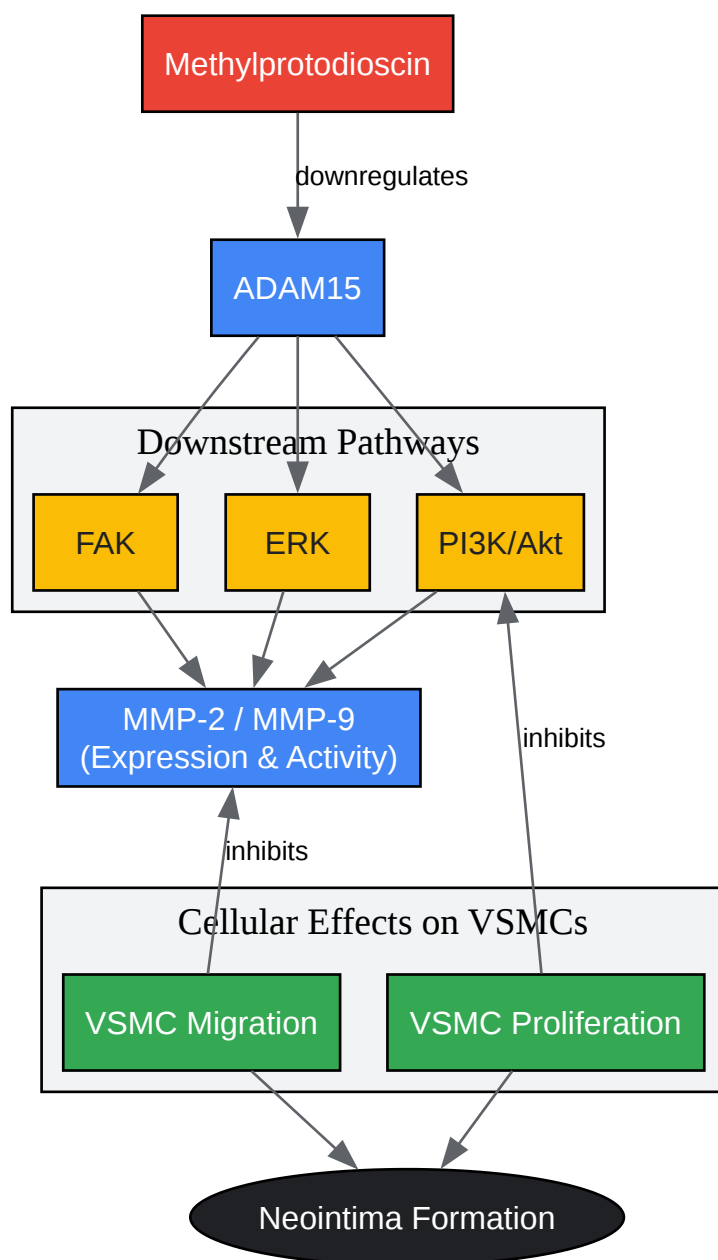 Methylprotodioscin
downregulates
ADAM15
Downstream Pathways
FAK
ERK
PI3K/Akt
MMP-2 / MMP-9
(Expression & Activity)
inhibits
inhibits
Cellular Effects on VSMCs
VSMC Migration
VSMC Proliferation
Neointima Formation